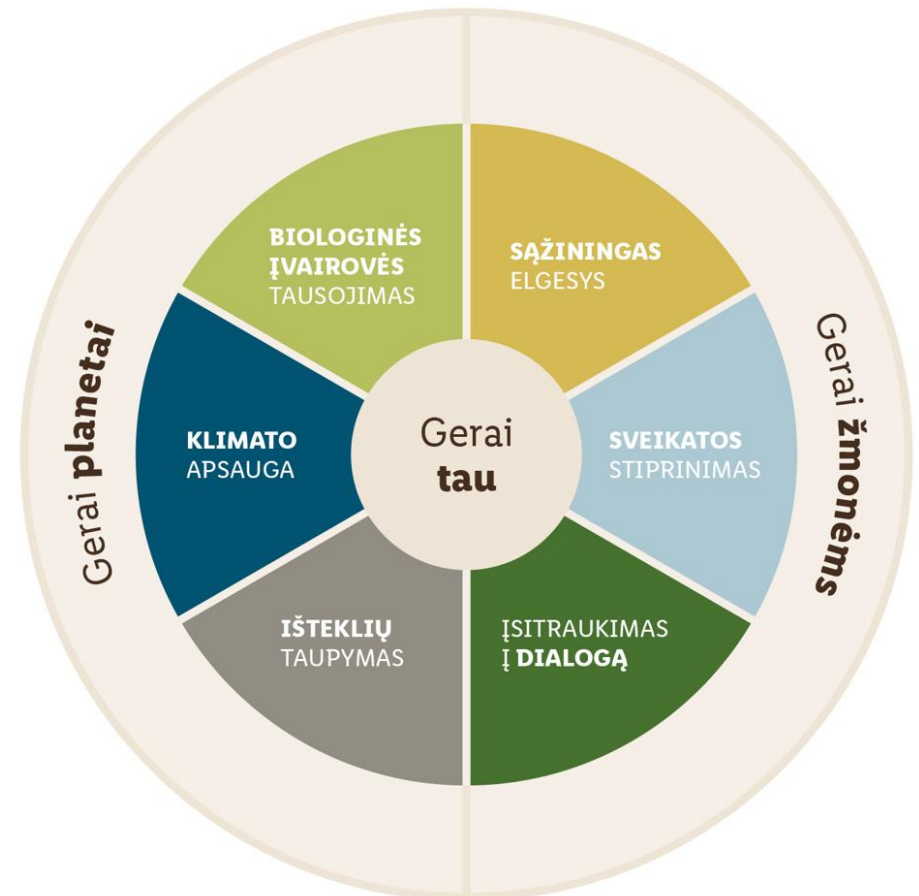 BIOLOGINĖS
ĮVAIROVĖS
TAUSOJIMAS
SĄŽININGAS
ELGESYS
Gerai planetai
KLIMATO
APSAUGA
Gerai
tau
SVEIKATOS
STIPRINIMAS
Gerai žmonėms
IŠTEKLIŲ
TAUPYMAS
ĮSITRAUKIMAS
Į DIALOGĄ